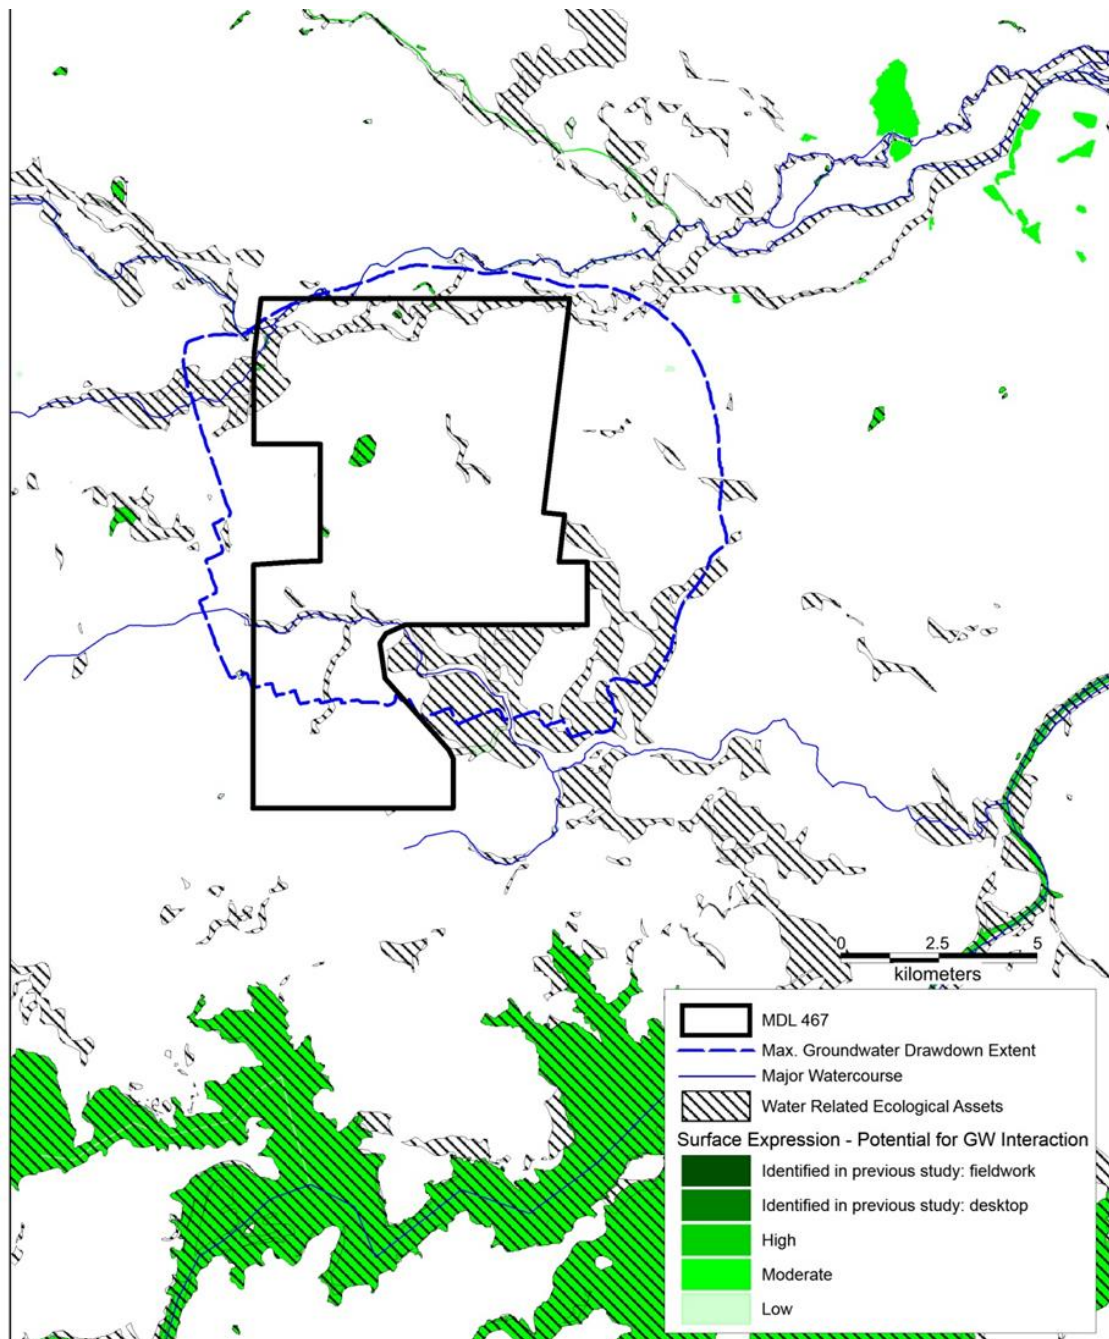 0 2.5 5
kilometers
MDL 467
Max. Groundwater Drawdown Extent
Major Watercourse
Water Related Ecological Assets
Surface Expression - Potential for GW Interaction
Identified in previous study: fieldwork
Identified in previous study: desktop
High
Moderate
Low